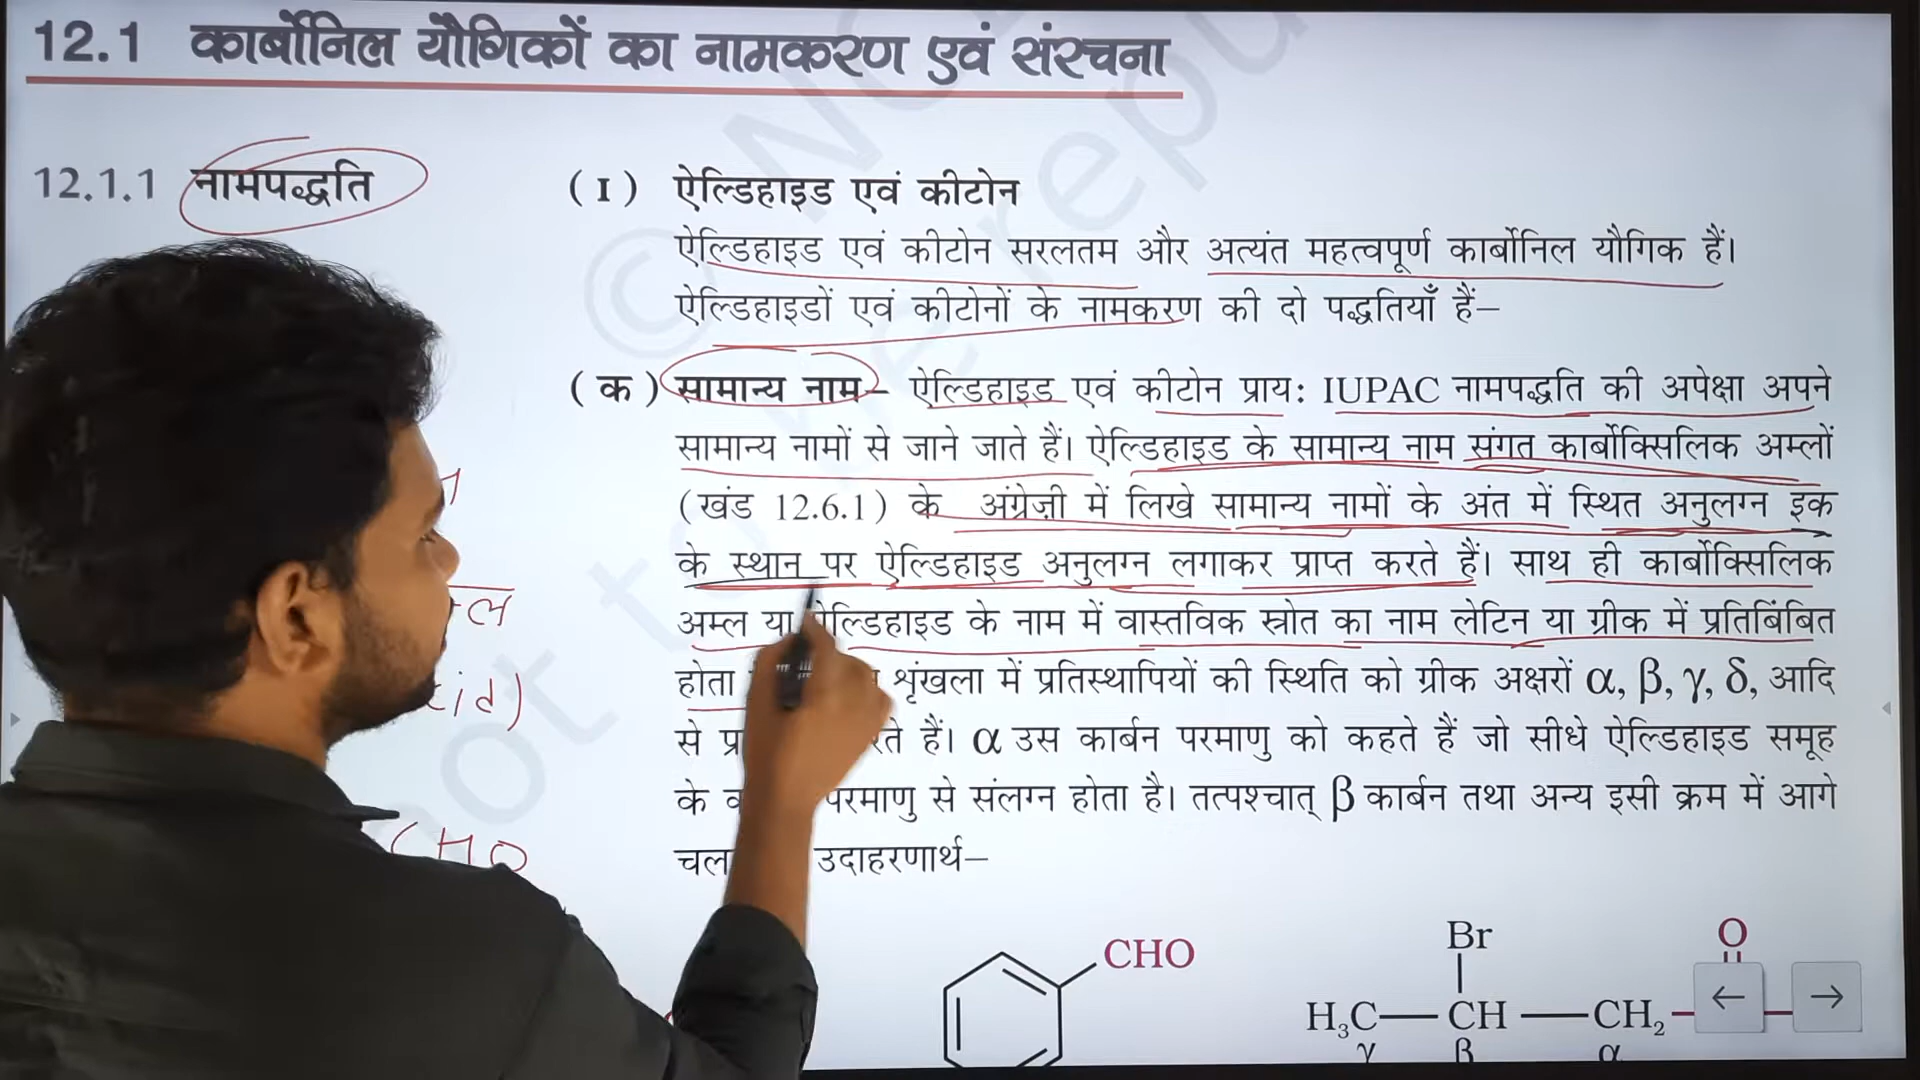 12.1 कार्बोनिल यौगिकों का नामकरण एवं संरचना
12.1.1 नामपद्धति
( I ) ऐल्डिहाइड एवं कीटोन
ऐल्डिहाइड एवं कीटोन सरलतम और अत्यंत महत्वपूर्ण कार्बोनिल यौगिक हैं।
ऐल्डिहाइडों एवं कीटोनों के नामकरण की दो पद्धतियाँ हैं–
( क ) सामान्य नाम– ऐल्डिहाइड एवं कीटोन प्राय: IUPAC नामपद्धति की अपेक्षा अपने
सामान्य नामों से जाने जाते हैं। ऐल्डिहाइड के सामान्य नाम संगत कार्बोक्सिलिक अम्लों
(खंड 12.6.1) के अंग्रेज़ी में लिखे सामान्य नामों के अंत में स्थित अनुलग्न इक
के स्थान पर ऐल्डिहाइड अनुलग्न लगाकर प्राप्त करते हैं। साथ ही कार्बोक्सिलिक
अम्ल या ऐल्डिहाइड के नाम में वास्तविक स्रोत का नाम लेटिन या ग्रीक में प्रतिबिंबित
होता शृंखला में प्रतिस्थापियों की स्थिति को ग्रीक अक्षरों α, β, γ, δ, आदि
से हैं। α उस कार्बन परमाणु को कहते हैं जो सीधे ऐल्डिहाइड समूह
के परमाणु से संलग्न होता है। तत्पश्चात् β कार्बन तथा अन्य इसी क्रम में आगे
उदाहरणार्थ–
CHO
CHO
Br
O
H₃C—CH—CH₂
γ β α
← →